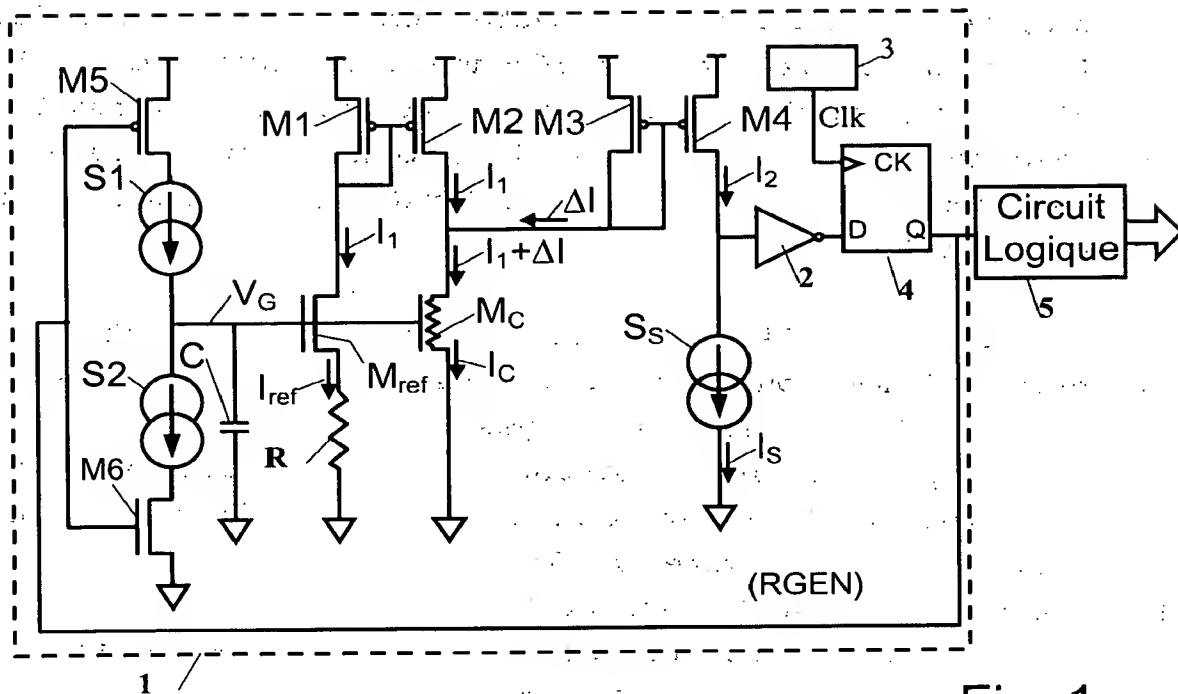 3
M5
M1
M2
M3
M4
Clk
CK
S1
I1
ΔI
I2
D
Q
Circuit
Logique
I1
I1+ΔI
2
4
5
VG
MC
SS
S2
C
Iref
Mref
IC
R
IS
M6
(RGEN)
1
Fig. 1